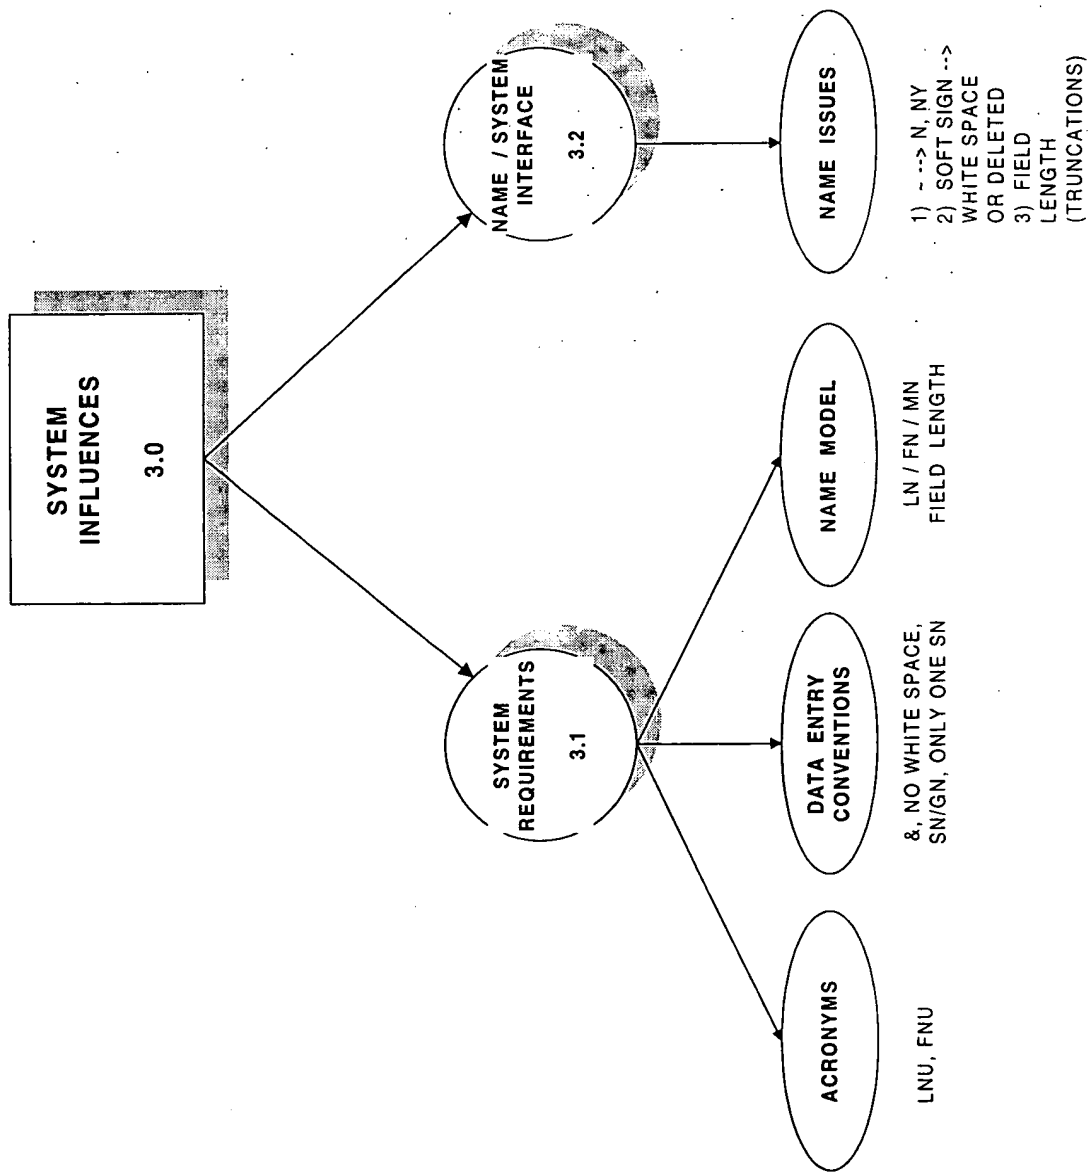 SYSTEM
INFLUENCES
3.0
SYSTEM
REQUIREMENTS
3.1
NAME / SYSTEM
INTERFACE
3.2
ACRONYMS
DATA ENTRY
CONVENTIONS
NAME MODEL
NAME ISSUES
LNU, FNU
&, NO WHITE SPACE,
SN/GN, ONLY ONE SN
LN / FN / MN
FIELD LENGTH
1) ~ --> N, NY
2) SOFT SIGN -->
WHITE SPACE
OR DELETED
3) FIELD
LENGTH
(TRUNCATIONS)